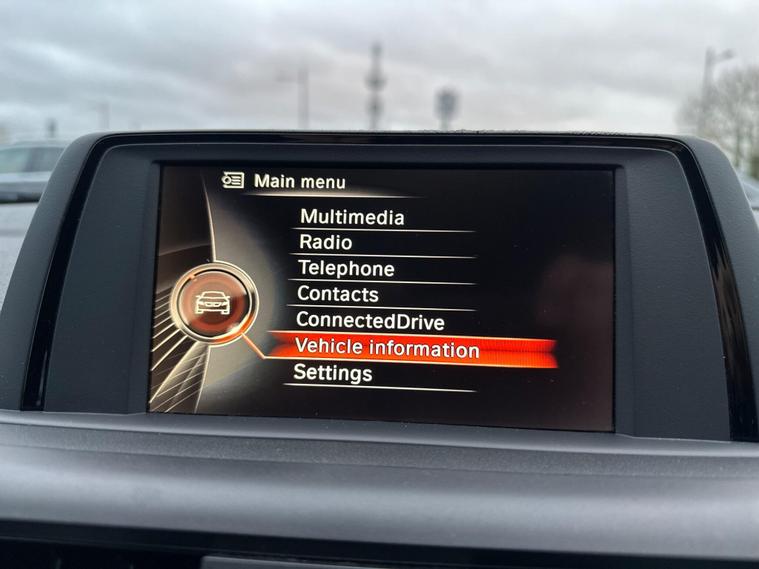 Main menu
Multimedia
Radio
Telephone
Contacts
ConnectedDrive
Vehicle information
Settings